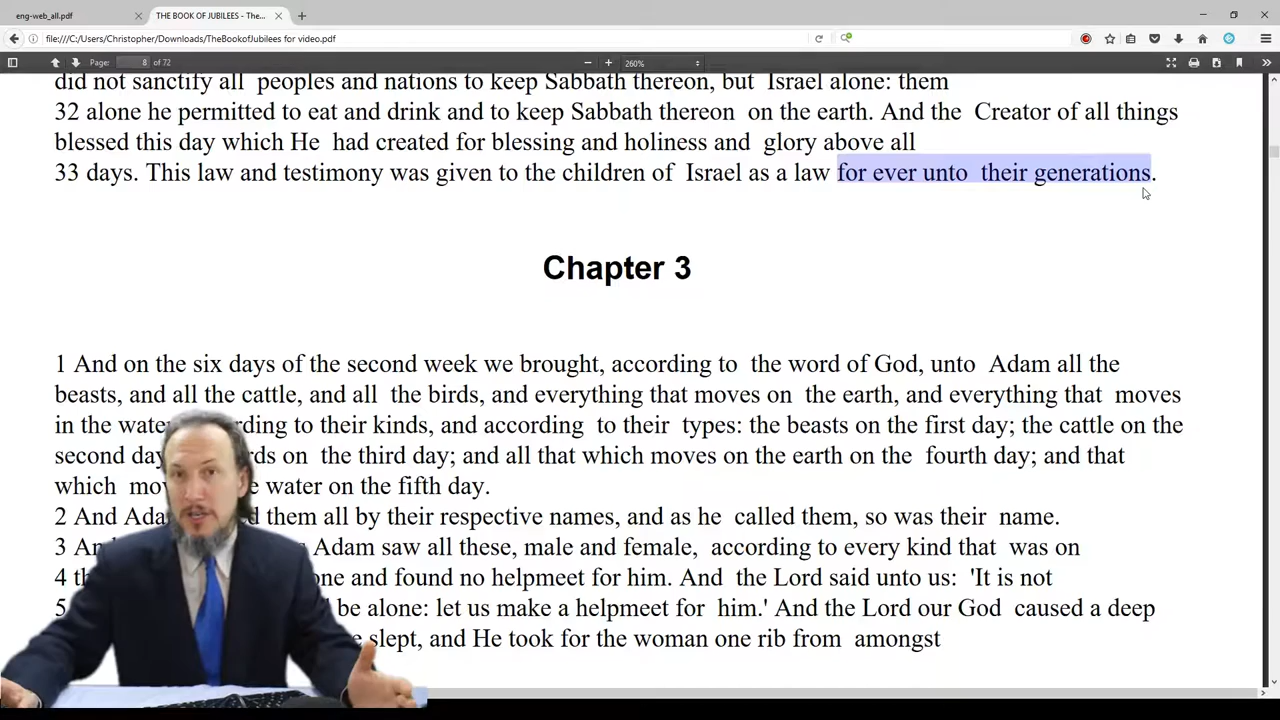 eng-web_all.pdf
THE BOOK OF JUBILEES - The...
file:///C:/Users/Christopher/Downloads/TheBookofJubilees for video.pdf
Page: 8 of 72
260%
did not sanctify all peoples and nations to keep Sabbath thereon, but Israel alone: them
32 alone he permitted to eat and drink and to keep Sabbath thereon on the earth. And the Creator of all things
blessed this day which He had created for blessing and holiness and glory above all
33 days. This law and testimony was given to the children of Israel as a law for ever unto their generations.
Chapter 3
1 And on the six days of the second week we brought, according to the word of God, unto Adam all the
beasts, and all the cattle, and all the birds, and everything that moves on the earth, and everything that moves
in the wate rding to their kinds, and according to their types: the beasts on the first day; the cattle on the
second day rds on the third day; and all that which moves on the earth on the fourth day; and that
which mo e water on the fifth day.
2 And Ada d them all by their respective names, and as he called them, so was their name.
3 An Adam saw all these, male and female, according to every kind that was on
4 th one and found no helpmeet for him. And the Lord said unto us: 'It is not
5 be alone: let us make a helpmeet for him.' And the Lord our God caused a deep
slept, and He took for the woman one rib from amongst